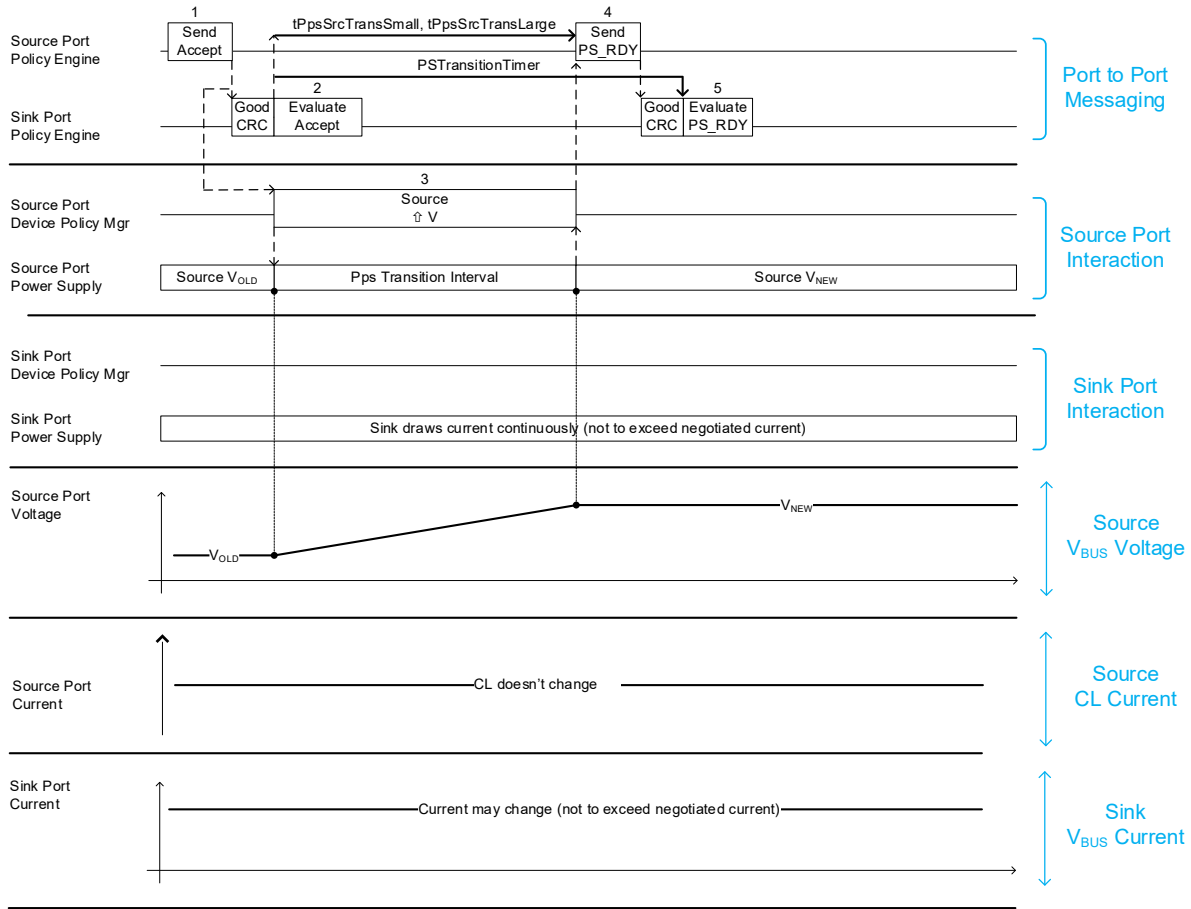 1
tPpsSrcTransSmall, tPpsSrcTransLarge
4
Source Port
Policy Engine
Send
Accept
Send
PS_RDY
PSTransitionTimer
Port to Port
Messaging
2
5
Sink Port
Policy Engine
Good
CRC
Evaluate
Accept
Good
CRC
Evaluate
PS_RDY
3
Source Port
Device Policy Mgr
Source
⇧ V
Source Port
Interaction
Source Port
Power Supply
Source VOLD
Pps Transition Interval
Source VNEW
Sink Port
Device Policy Mgr
Sink Port
Interaction
Sink Port
Power Supply
Sink draws current continuously (not to exceed negotiated current)
Source Port
Voltage
VOLD
VNEW
Source
VBUS Voltage
Source Port
Current
CL doesn't change
Source
CL Current
Sink Port
Current
Current may change (not to exceed negotiated current)
Sink
VBUS Current